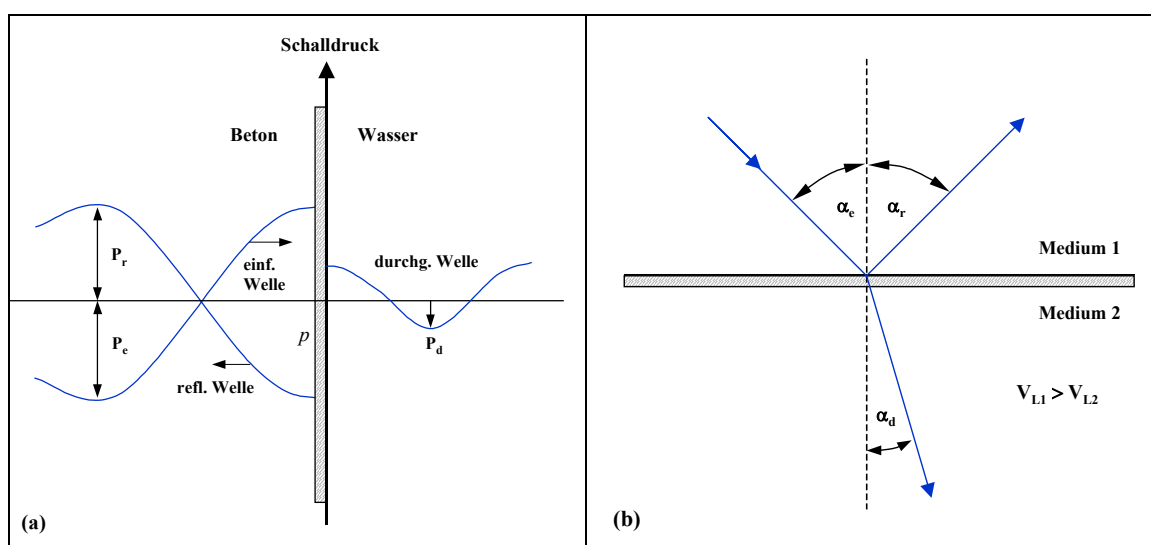 Schalldruck
Beton
Wasser
P_r
einf.
Welle
durchg. Welle
P_e
p
refl. Welle
P_d
(a)
α_e
α_r
Medium 1
Medium 2
V_L1 > V_L2
α_d
(b)